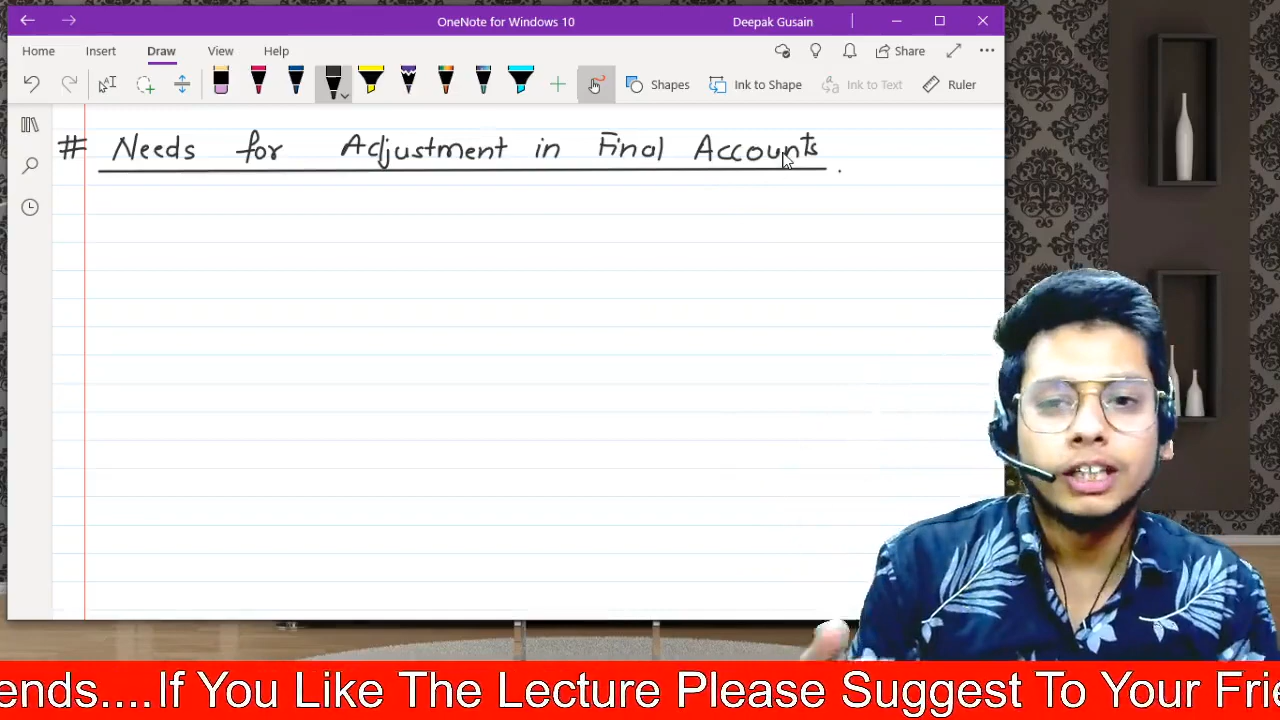 OneNote for Windows 10
Deepak Gusain
Home Insert Draw View Help Share
Shapes Ink to Shape Ink to Text Ruler
# Needs for Adjustment in Final Accounts.
ends....If You Like The Lecture Please Suggest To Your Frie